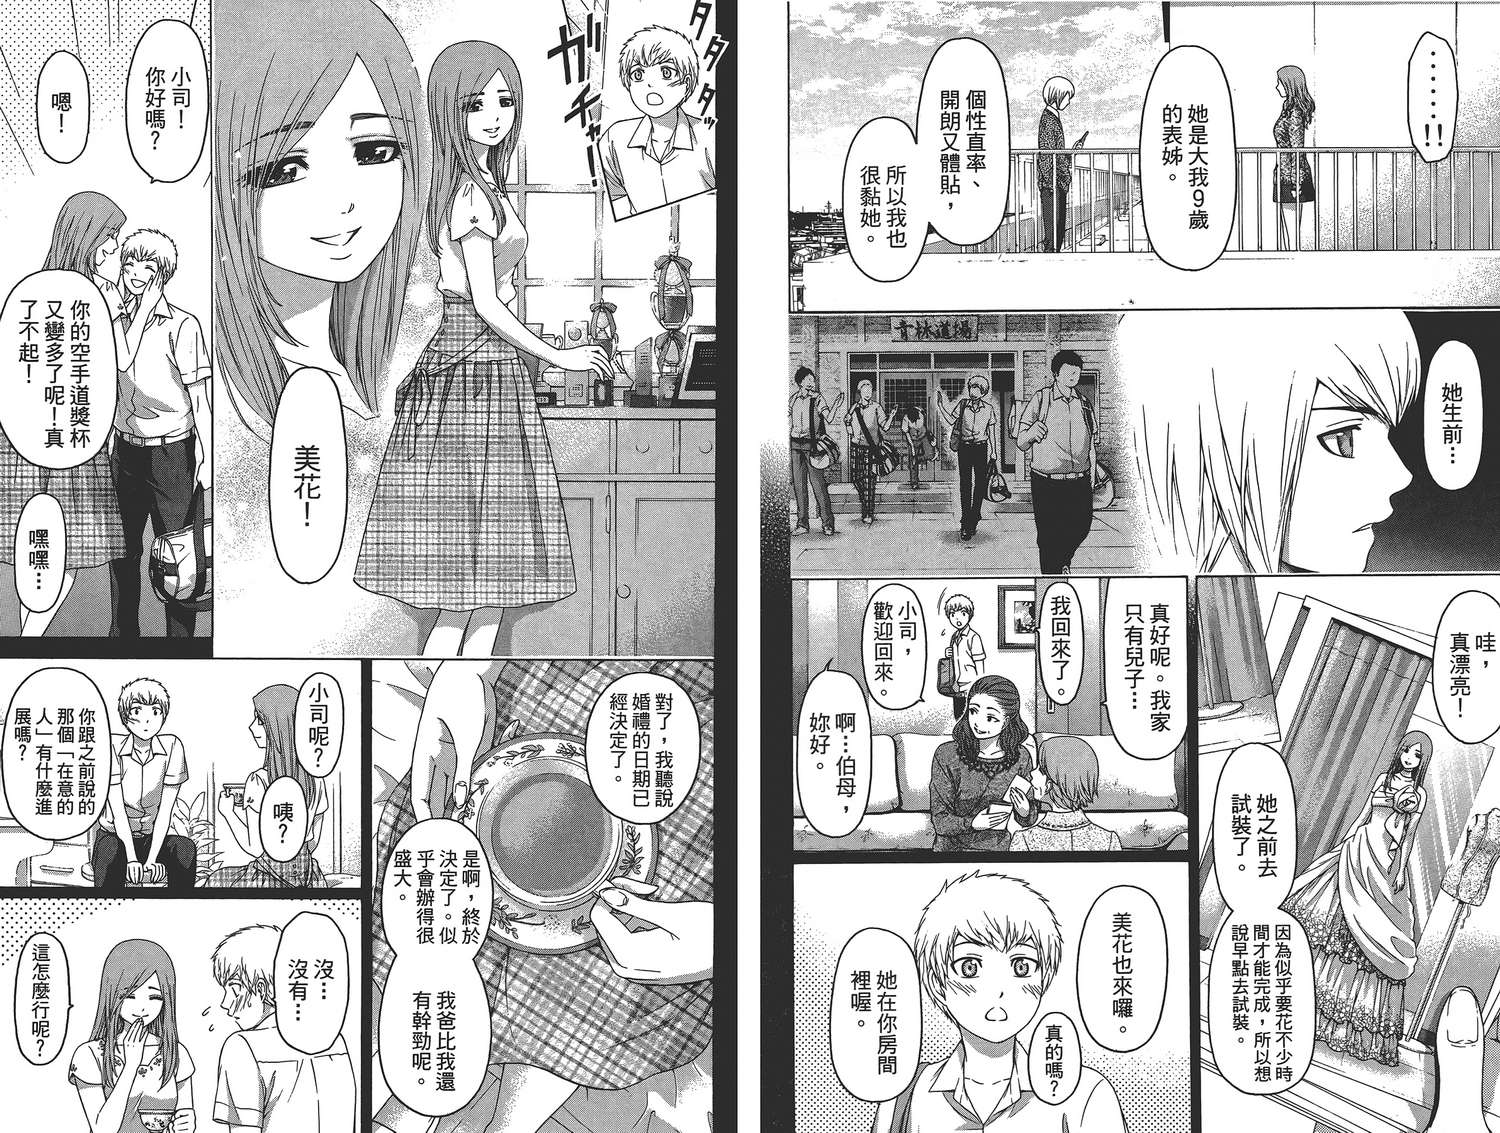 ⋯⋯!!
她是大我9歲
的表姊。
個性直率、
開朗又體貼，
所以我也
很黏她。
她生前…
青林道場
哇，
真漂亮！
她之前去
試裝了。
因為似乎要花不少時
間才能完成，所以想
說早點去試裝
真好呢。我家
只有兒子…
我回來了。
小司，
歡迎回來。
啊…伯母，
妳好。
美花也來囉。
真的嗎？
她在你房間
裡喔。
タタタタッ
ガチャ！
美花！
小司！
你好嗎？
嗯！
你的空手道獎杯
又變多了呢！真
了不起！
嘿嘿…
對了，我聽說
婚禮的日期已
經決定了。
是啊，終於
決定了。似
乎會辦得很
盛大。
我爸比我還
有幹勁呢。
小司呢？
咦？
你跟之前說的
那個「在意的
人」有什麼進
展嗎？
沒…
沒有…
這怎麼行呢？